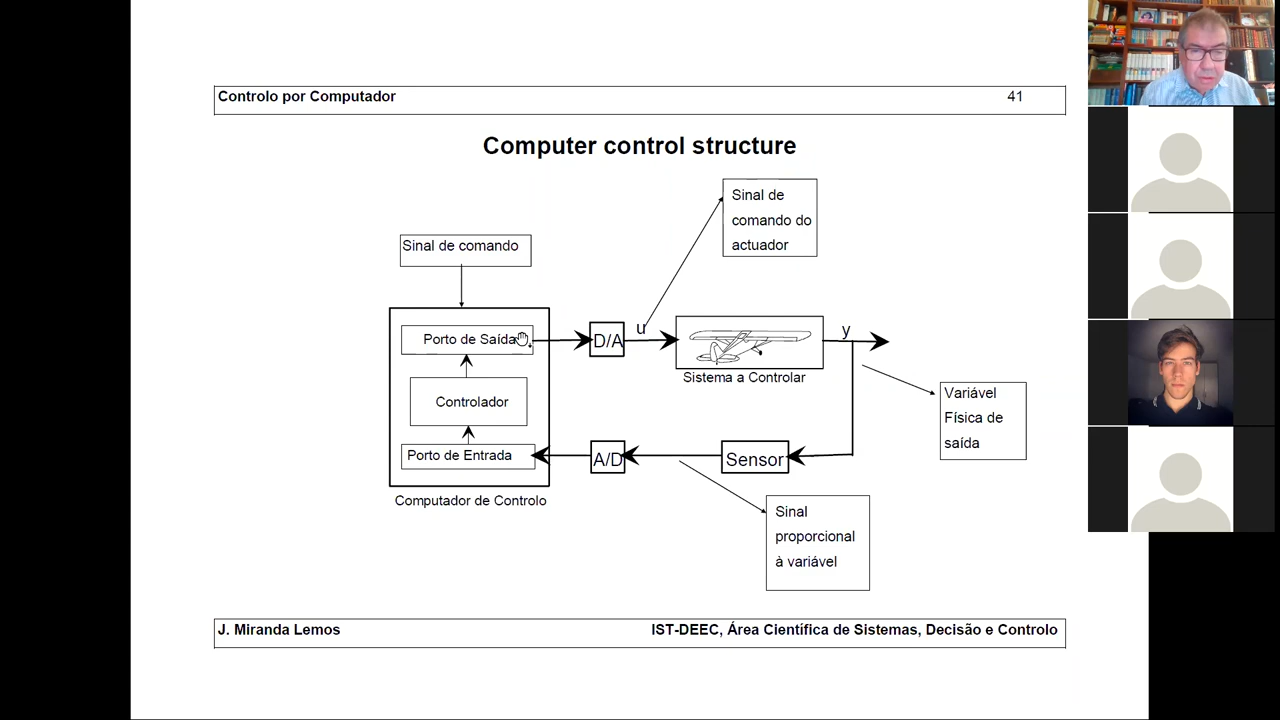 Controlo por Computador
41
Computer control structure
Sinal de
comando do
actuador
Sinal de comando
Porto de Saída
D/A
u
y
Sistema a Controlar
Controlador
Variável
Física de
saída
Porto de Entrada
A/D
Sensor
Computador de Controlo
Sinal
proporcional
à variável
J. Miranda Lemos
IST-DEEC, Área Científica de Sistemas, Decisão e Controlo